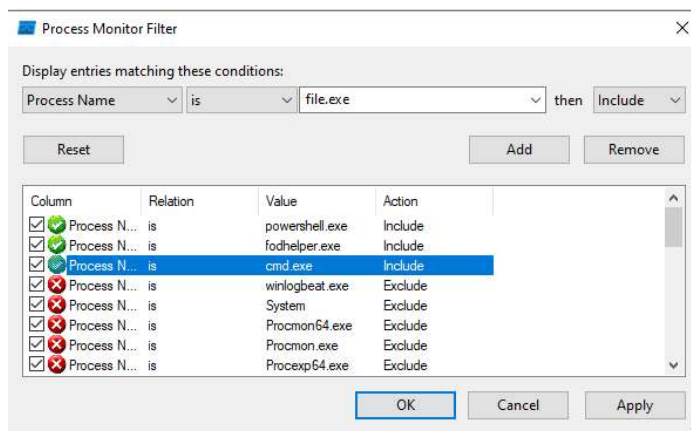 Process Monitor Filter
Display entries matching these conditions:
Process Name is file.exe then Include
Reset Add Remove
Column Relation Value Action
Process N... is powershell.exe Include
Process N... is fodhelper.exe Include
Process N... is cmd.exe Include
Process N... is winlogbeat.exe Exclude
Process N... is System Exclude
Process N... is Procmon64.exe Exclude
Process N... is Procmon.exe Exclude
Process N... is Procexp64.exe Exclude
OK Cancel Apply